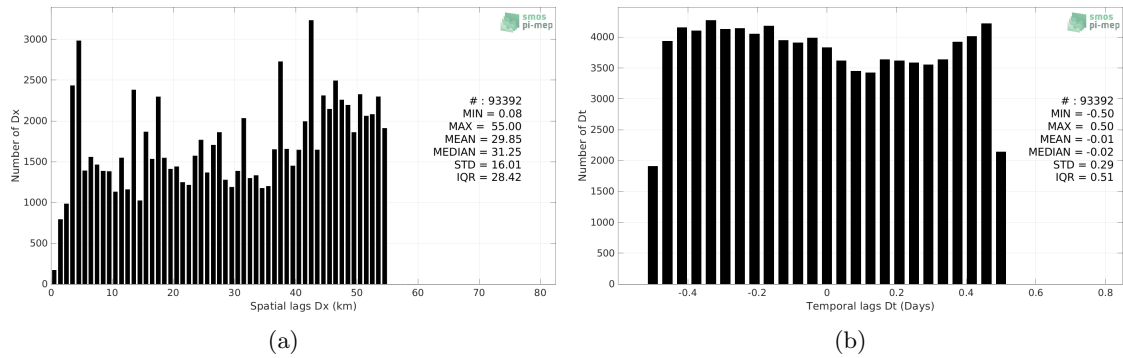 smos
pi-mep
3000
2500
2000
1500
1000
500
0
Number of Dx
# : 93392
MIN = 0.08
MAX = 55.00
MEAN = 29.85
MEDIAN = 31.25
STD = 16.01
IQR = 28.42
0 10 20 30 40 50 60 70 80
Spatial lags Dx (km)
(a)
smos
pi-mep
4000
3500
3000
2500
2000
1500
1000
500
0
Number of Dt
# : 93392
MIN = -0.50
MAX = 0.50
MEAN = -0.01
MEDIAN = -0.02
STD = 0.29
IQR = 0.51
-0.4 -0.2 0 0.2 0.4 0.6 0.8
Temporal lags Dt (Days)
(b)